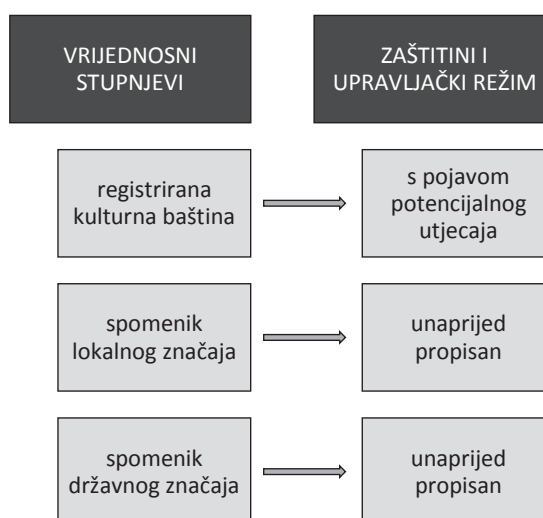 VRIJEDNOSNI
STUPNJEVI
ZAŠTITINI I
UPRAVLJAČKI REŽIM
registrirana
kulturna baština
s pojavom
potencijalnog
utjecaja
spomenik
lokalnog značaja
unaprijed
propisan
spomenik
državnog značaja
unaprijed
propisan